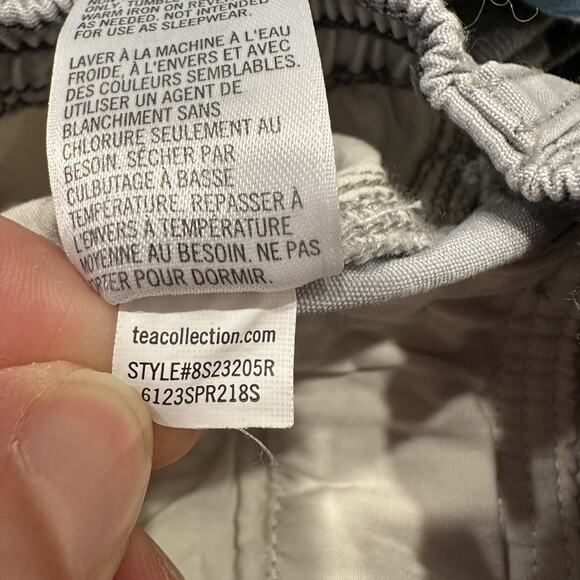 ONLY. TUMBLE
WARM IRON ON REVE
AS NEEDED. NOT INTENDED
FOR USE AS SLEEPWEAR.
LAVER À LA MACHINE À L'EAU
FROIDE, À L'ENVERS ET AVEC
DES COULEURS SEMBLABLES.
UTILISER UN AGENT DE
BLANCHIMENT SANS
CHLORURE SEULEMENT AU
BESOIN. SÉCHER PAR
CULBUTAGE À BASSE
TEMPÉRATURE. REPASSER À
L'ENVERS À TEMPÉRATURE
MOYENNE AU BESOIN. NE PAS
POUR DORMIR.
teacollection.com
STYLE#8S23205R
6123SPR218S